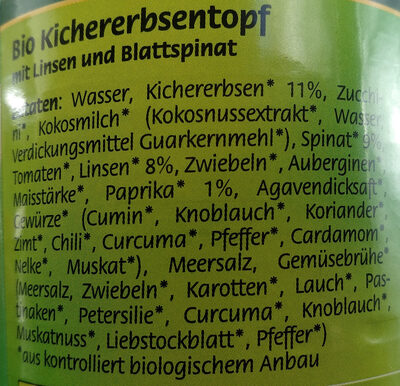 Bio Kichererbsentopf
mit Linsen und Blattspinat
Zutaten: Wasser, Kichererbsen* 11%, Zucchi-
ni*, Kokosmilch* (Kokosnussextrakt*, Wasser,
Verdickungsmittel Guarkernmehl*), Spinat* 9%,
Tomaten*, Linsen* 8%, Zwiebeln*, Auberginen*,
Maisstärke*, Paprika* 1%, Agavendicksaft*,
Gewürze* (Cumin*, Knoblauch*, Koriander*,
Zimt*, Chili*, Curcuma*, Pfeffer*, Cardamom*,
Nelke*, Muskat*), Meersalz, Gemüsebrühe*
(Meersalz, Zwiebeln*, Karotten*, Lauch*, Pas-
tinaken*, Petersilie*, Curcuma*, Knoblauch*,
Muskatnuss*, Liebstockblatt*, Pfeffer*)
*aus kontrolliert biologischem Anbau